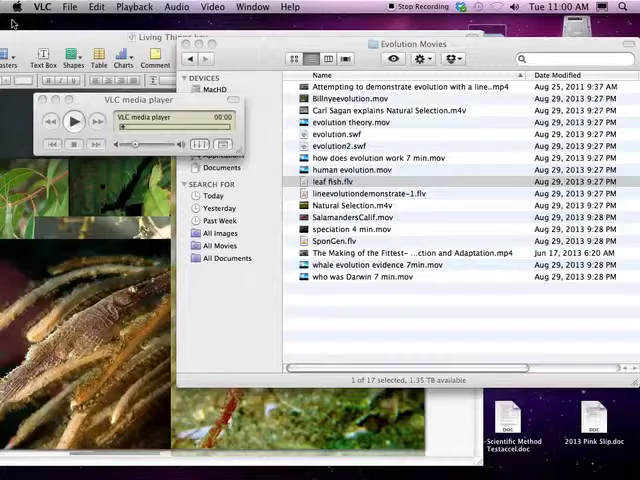 VLC File Edit Playback Audio Video Window Help Stop Recording Tue 11:00 AM
Living Things.key
Evolution Movies
Text Box Shapes Table Charts Comment
DEVICES
MacHD
Applications
Documents
SEARCH FOR
Today
Yesterday
Past Week
All Images
All Movies
All Documents
VLC media player
VLC media player 00:00
Name Date Modified
Attempting to demonstrate evolution with a line..mp4 Aug 25, 2011 9:37 AM
Billnyeevolution.mov Aug 29, 2013 9:27 PM
Carl Sagan explains Natural Selection.m4v Aug 29, 2013 9:27 PM
evolution theory.mov Aug 29, 2013 9:27 PM
evolution.swf Aug 29, 2013 9:27 PM
evolution2.swf Aug 29, 2013 9:27 PM
how does evolution work 7 min.mov Aug 29, 2013 9:27 PM
human evolution.mov Aug 29, 2013 9:27 PM
leaf fish.flv Aug 29, 2013 9:27 PM
lineevolutiondemonstrate-1.flv Aug 29, 2013 9:27 PM
Natural Selection.m4v Aug 29, 2013 9:27 PM
SalamandersCalif.mov Aug 29, 2013 9:28 PM
speciation 4 min.mov Aug 29, 2013 9:28 PM
SponGen.flv Aug 29, 2013 9:28 PM
The Making of the Fittest- ...ction and Adaptation.mp4 Jun 17, 2013 6:20 AM
whale evolution evidence 7min.mov Aug 29, 2013 9:28 PM
who was Darwin 7 min.mov Aug 29, 2013 9:28 PM
1 of 17 selected, 1.35 TB available
DOC
-Scientific Method
Testaccel.doc
DOC
2013 Pink Slip.doc